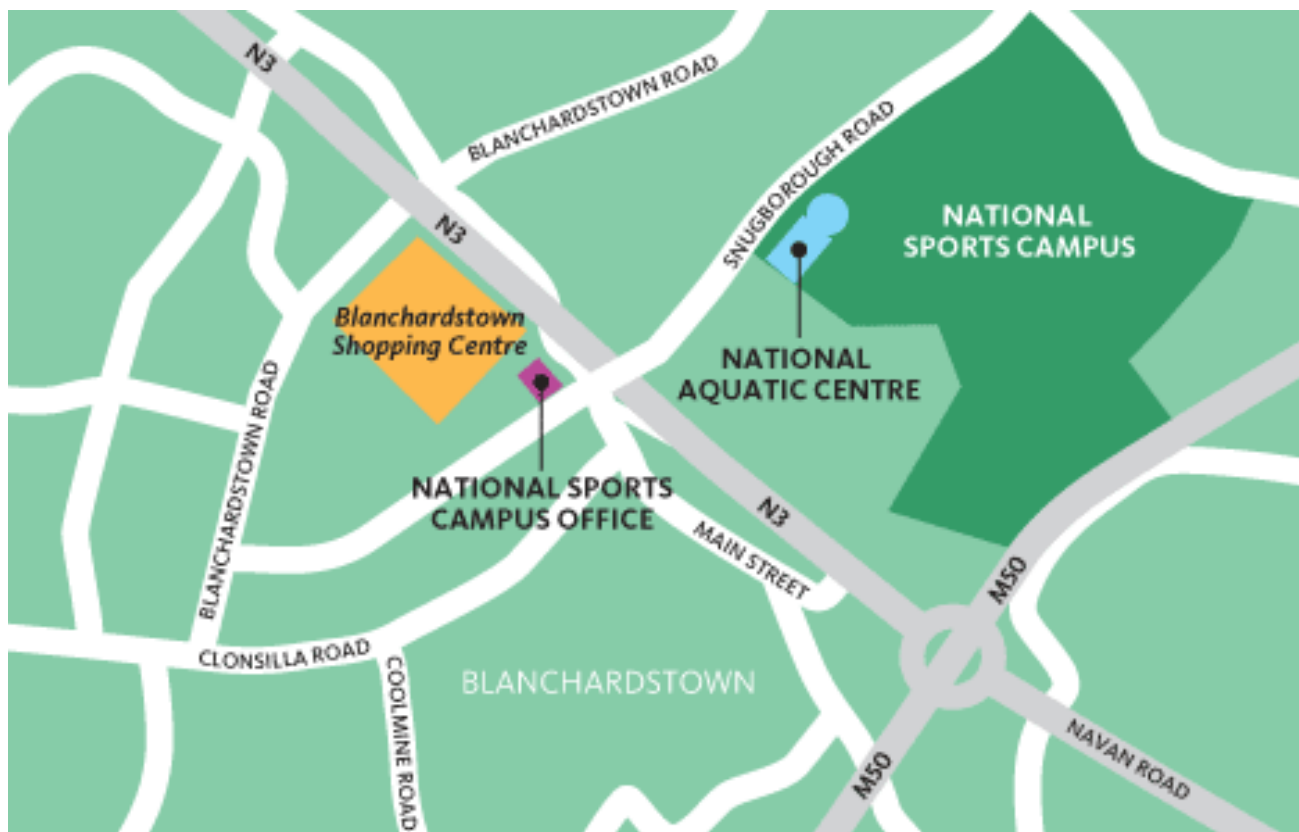 N3
BLANCHARDSTOWN ROAD
SNUGBOROUGH ROAD
N3
NATIONAL
SPORTS CAMPUS
Blanchardstown
Shopping Centre
NATIONAL
AQUATIC CENTRE
BLANCHARDSTOWN ROAD
NATIONAL SPORTS
CAMPUS OFFICE
N3
MAIN STREET
M50
CLONSILLA ROAD
COOLMINE ROAD
BLANCHARDSTOWN
M50
NAVAN ROAD